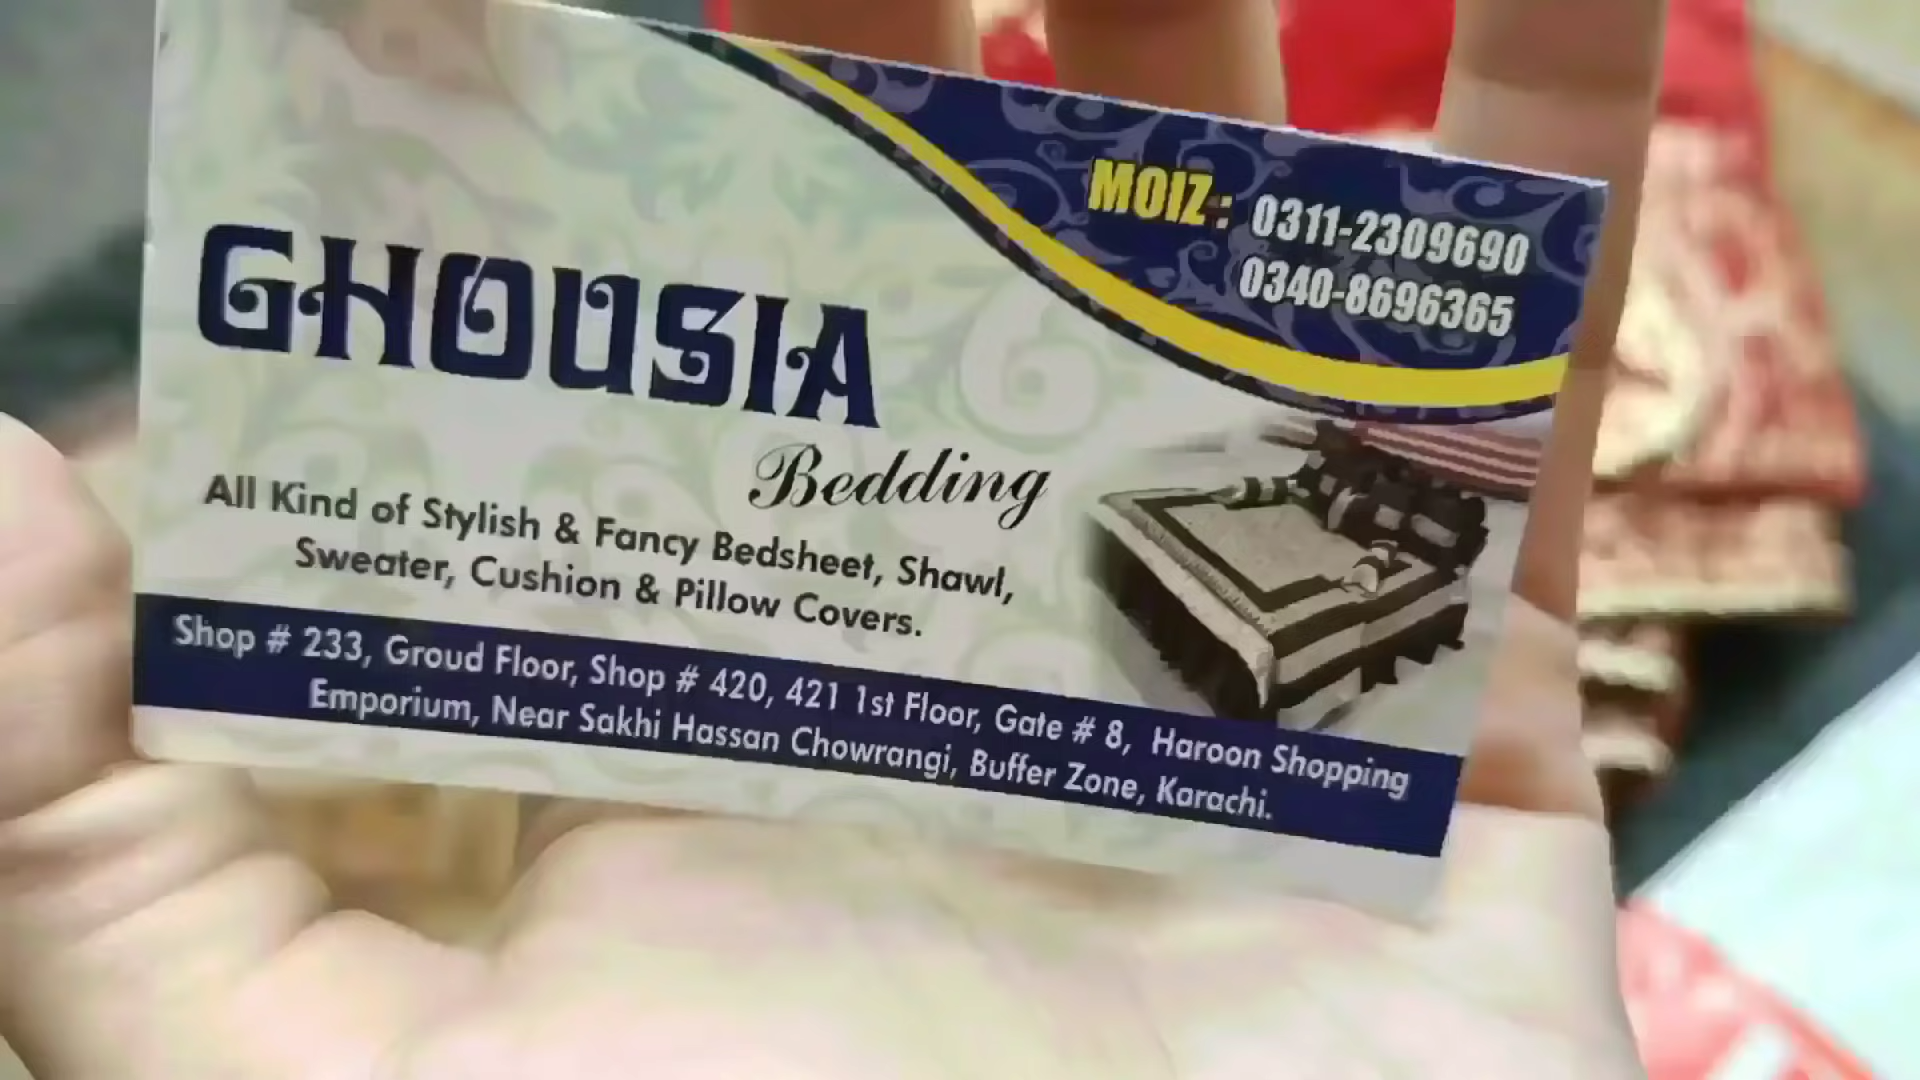 MOIZ: 0311-2309690
0340-8696365
GHOUSIA
Bedding
All Kind of Stylish & Fancy Bedsheet, Shawl,
Sweater, Cushion & Pillow Covers.
Shop # 233, Groud Floor, Shop # 420, 421 1st Floor, Gate # 8, Haroon Shopping
Emporium, Near Sakhi Hassan Chowrangi, Buffer Zone, Karachi.